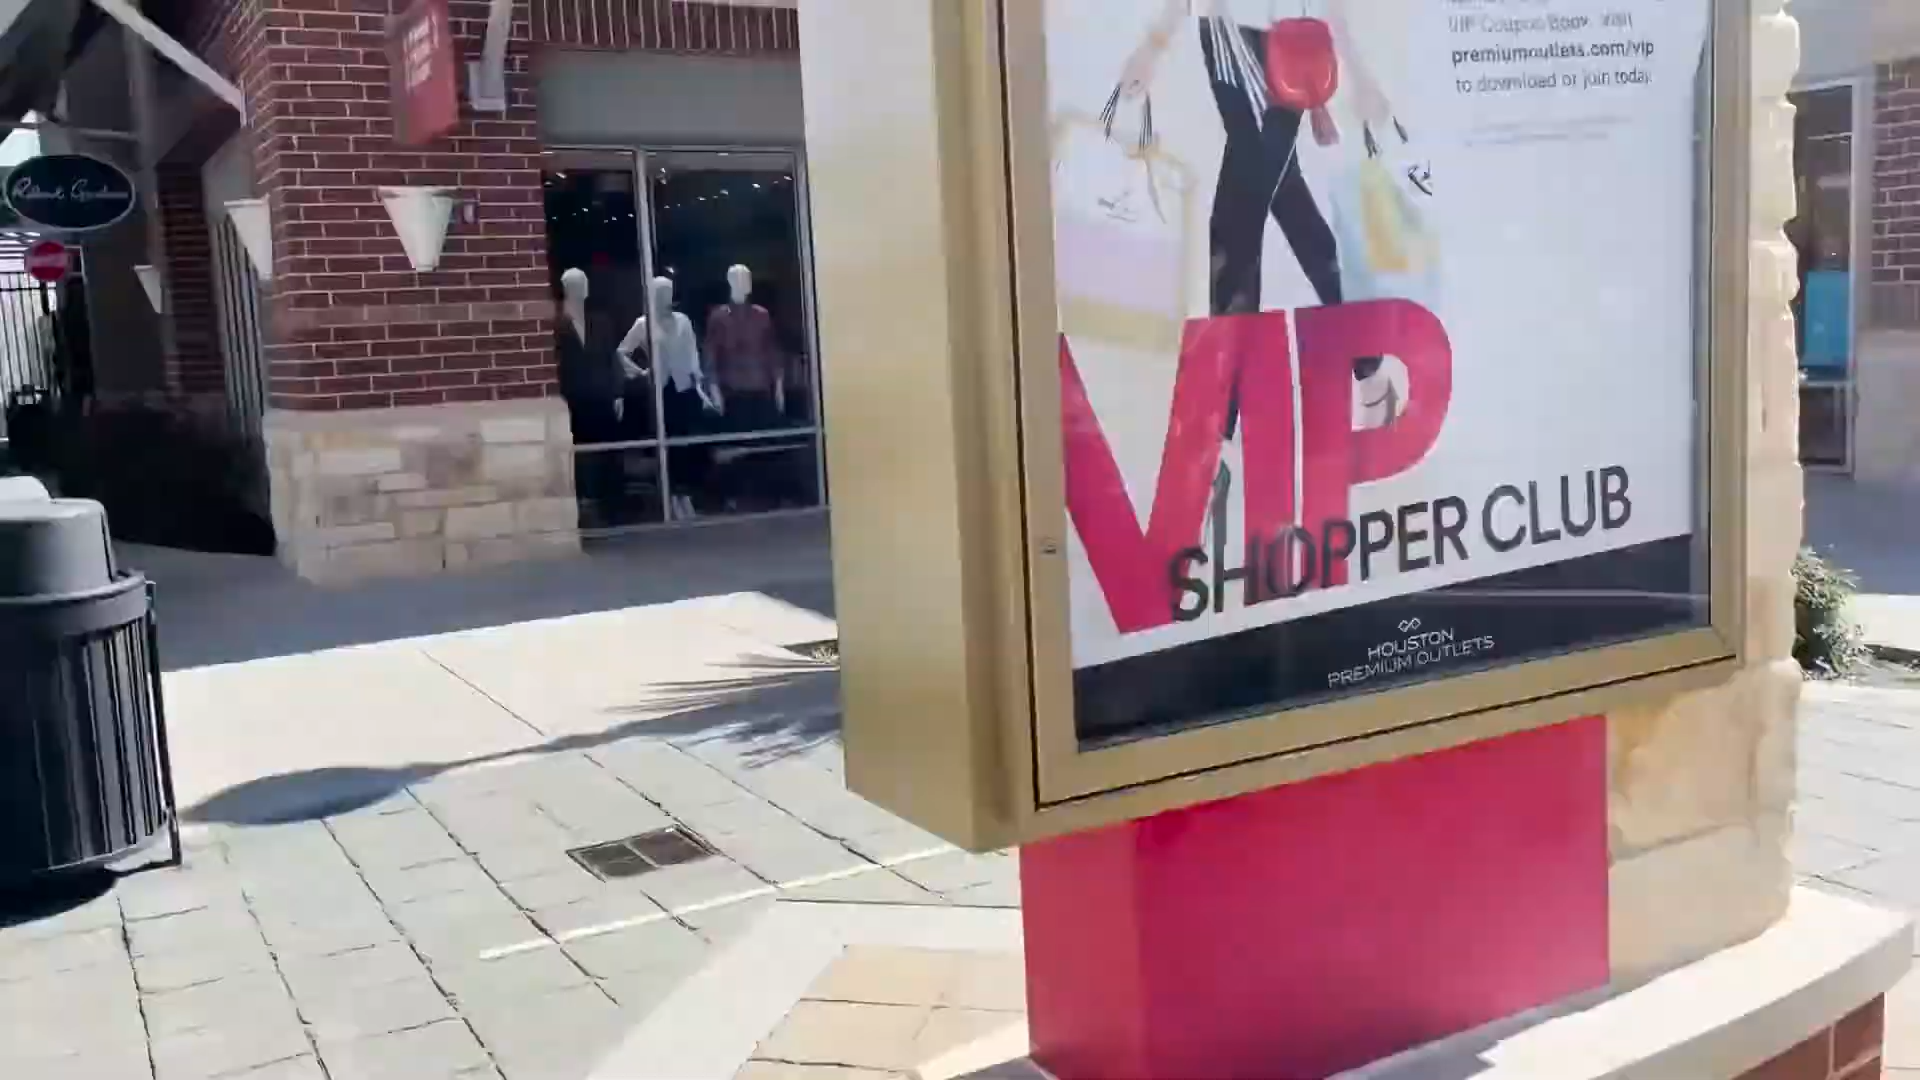 VIP Coupon Book, visit
premiumoutlets.com/vip
to download or join today.
VIP
SHOPPER CLUB
HOUSTON
PREMIUM OUTLETS